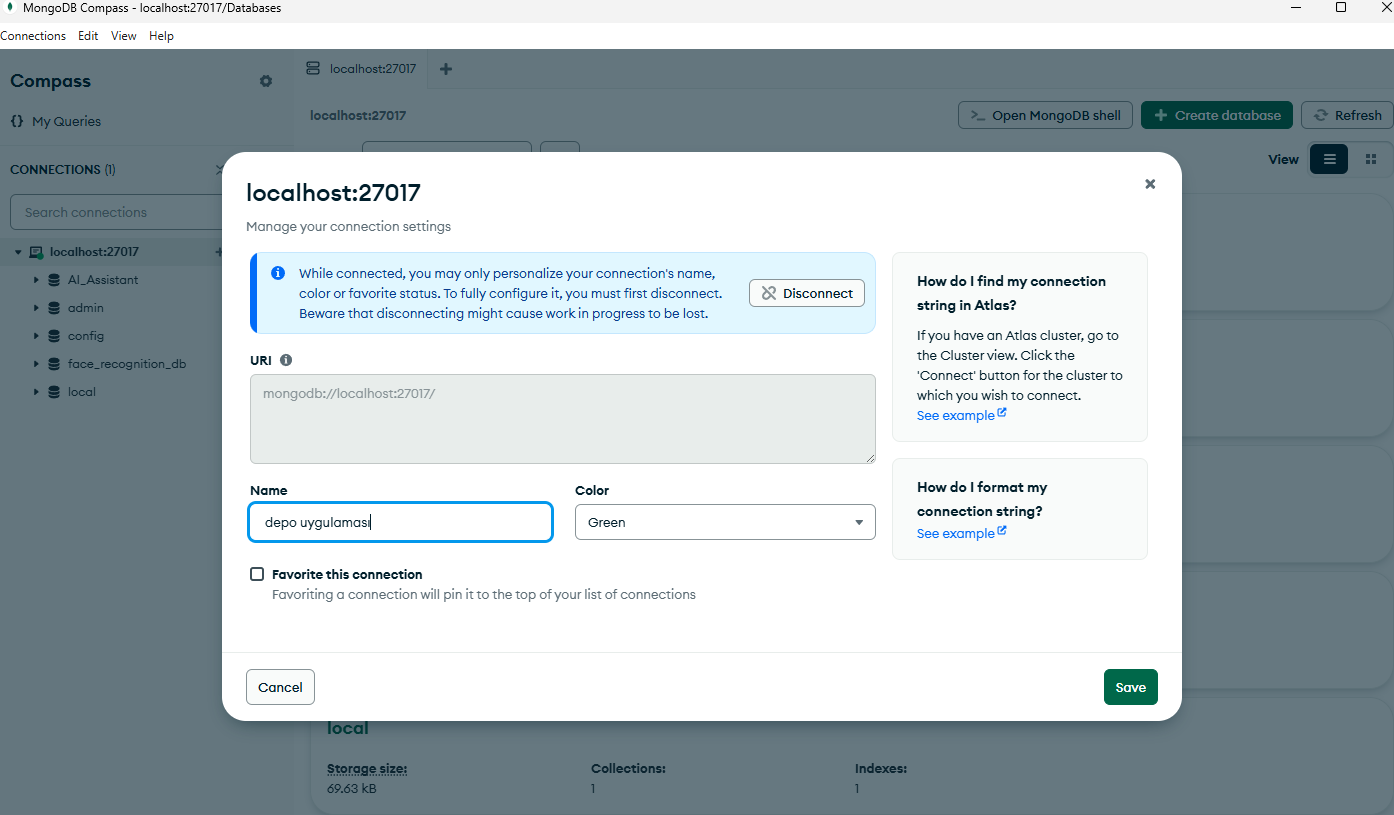 MongoDB Compass - localhost:27017/Databases
Connections Edit View Help
Compass
localhost:27017
{} My Queries
localhost:27017
Open MongoDB shell
Create database
Refresh
CONNECTIONS (1)
View
Search connections
localhost:27017
AI_Assistant
admin
config
face_recognition_db
local
localhost:27017
Manage your connection settings
While connected, you may only personalize your connection's name,
color or favorite status. To fully configure it, you must first disconnect.
Beware that disconnecting might cause work in progress to be lost.
Disconnect
URI
mongodb://localhost:27017/
Name
depo uygulaması
Color
Green
Favorite this connection
Favoriting a connection will pin it to the top of your list of connections
How do I find my connection
string in Atlas?
If you have an Atlas cluster, go to
the Cluster view. Click the
'Connect' button for the cluster to
which you wish to connect.
See example
How do I format my
connection string?
See example
Cancel
Save
local
Storage size:
69.63 kB
Collections:
1
Indexes:
1